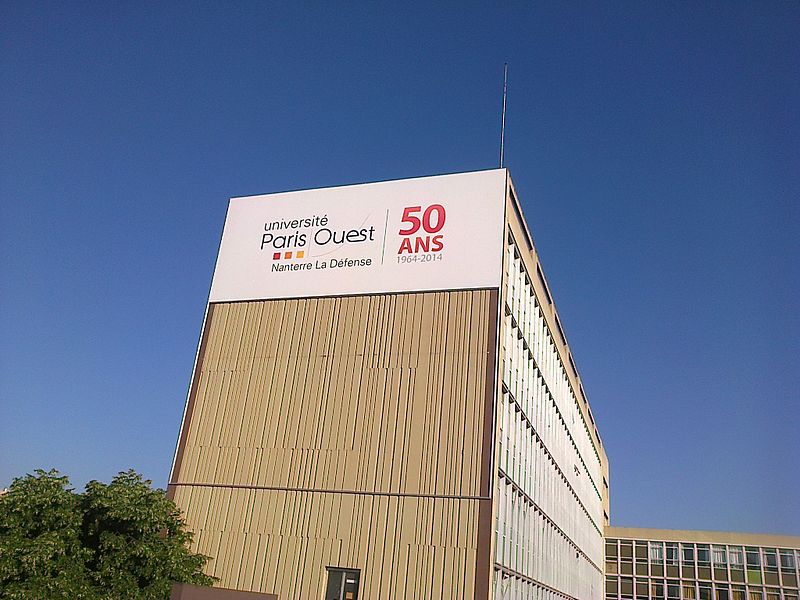 université
Paris Ouest
Nanterre La Défense
50
ANS
1964-2014